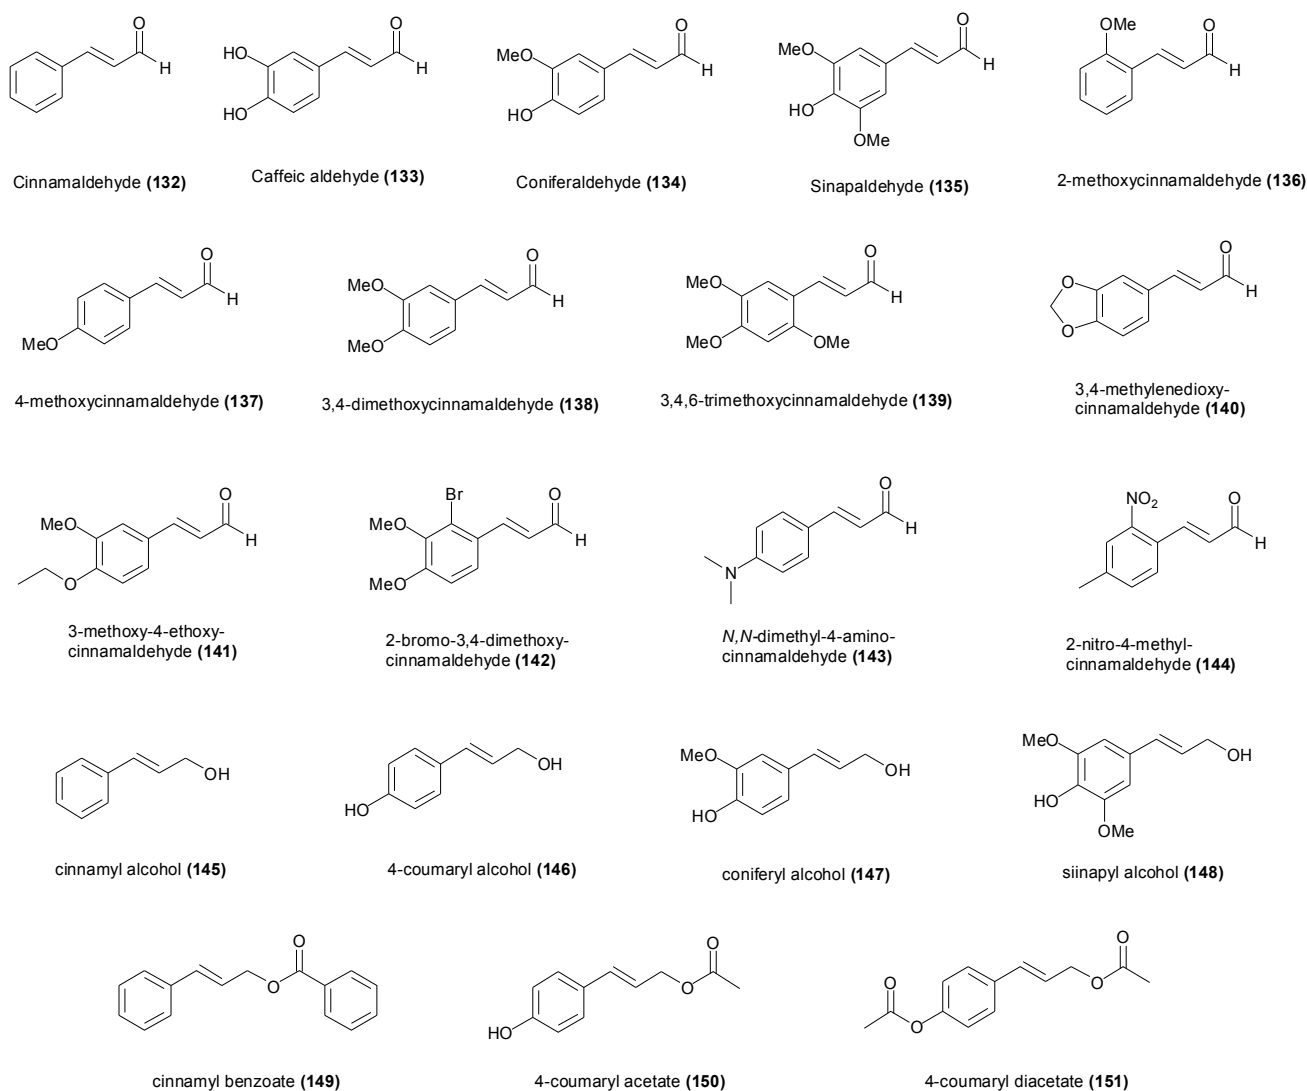 O
H
Cinnamaldehyde (132)
HO
HO
O
H
Caffeic aldehyde (133)
MeO
HO
O
H
Coniferaldehyde (134)
MeO
HO
OMe
O
H
Sinapaldehyde (135)
OMe
O
H
2-methoxycinnamaldehyde (136)
MeO
O
H
4-methoxycinnamaldehyde (137)
MeO
MeO
O
H
3,4-dimethoxycinnamaldehyde (138)
MeO
MeO
OMe
O
H
3,4,6-trimethoxycinnamaldehyde (139)
O
O
O
H
3,4-methylenedioxy-
cinnamaldehyde (140)
MeO
O
O
H
3-methoxy-4-ethoxy-
cinnamaldehyde (141)
Br
MeO
MeO
O
H
2-bromo-3,4-dimethoxy-
cinnamaldehyde (142)
N
O
H
N,N-dimethyl-4-amino-
cinnamaldehyde (143)
NO2
O
H
2-nitro-4-methyl-
cinnamaldehyde (144)
OH
cinnamyl alcohol (145)
HO
OH
4-coumaryl alcohol (146)
MeO
HO
OH
coniferyl alcohol (147)
MeO
HO
OMe
OH
siinapyl alcohol (148)
O
O
cinnamyl benzoate (149)
HO
O
O
4-coumaryl acetate (150)
O
O
O
O
4-coumaryl diacetate (151)